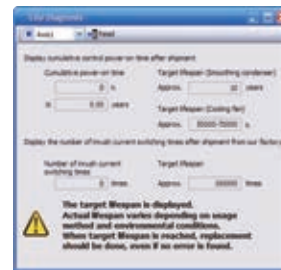 Life Diagnosis
Axis1 Read
Display cumulative control power-on time after shipment
Cumulative power-on time
Target lifespan (Smoothing condenser)
0 h
Approx. 10 years
or 0.00 years
Target lifespan (Cooling fan)
Approx. h
Display the number of inrush current switching times after shipment from our factory
Number of inrush current
switching times
Target lifespan
0 times
Approx. times
The target lifespan is displayed.
Actual lifespan varies depending on usage
method and environmental conditions.
When target lifespan is reached, replacement
should be done, even if no error is found.